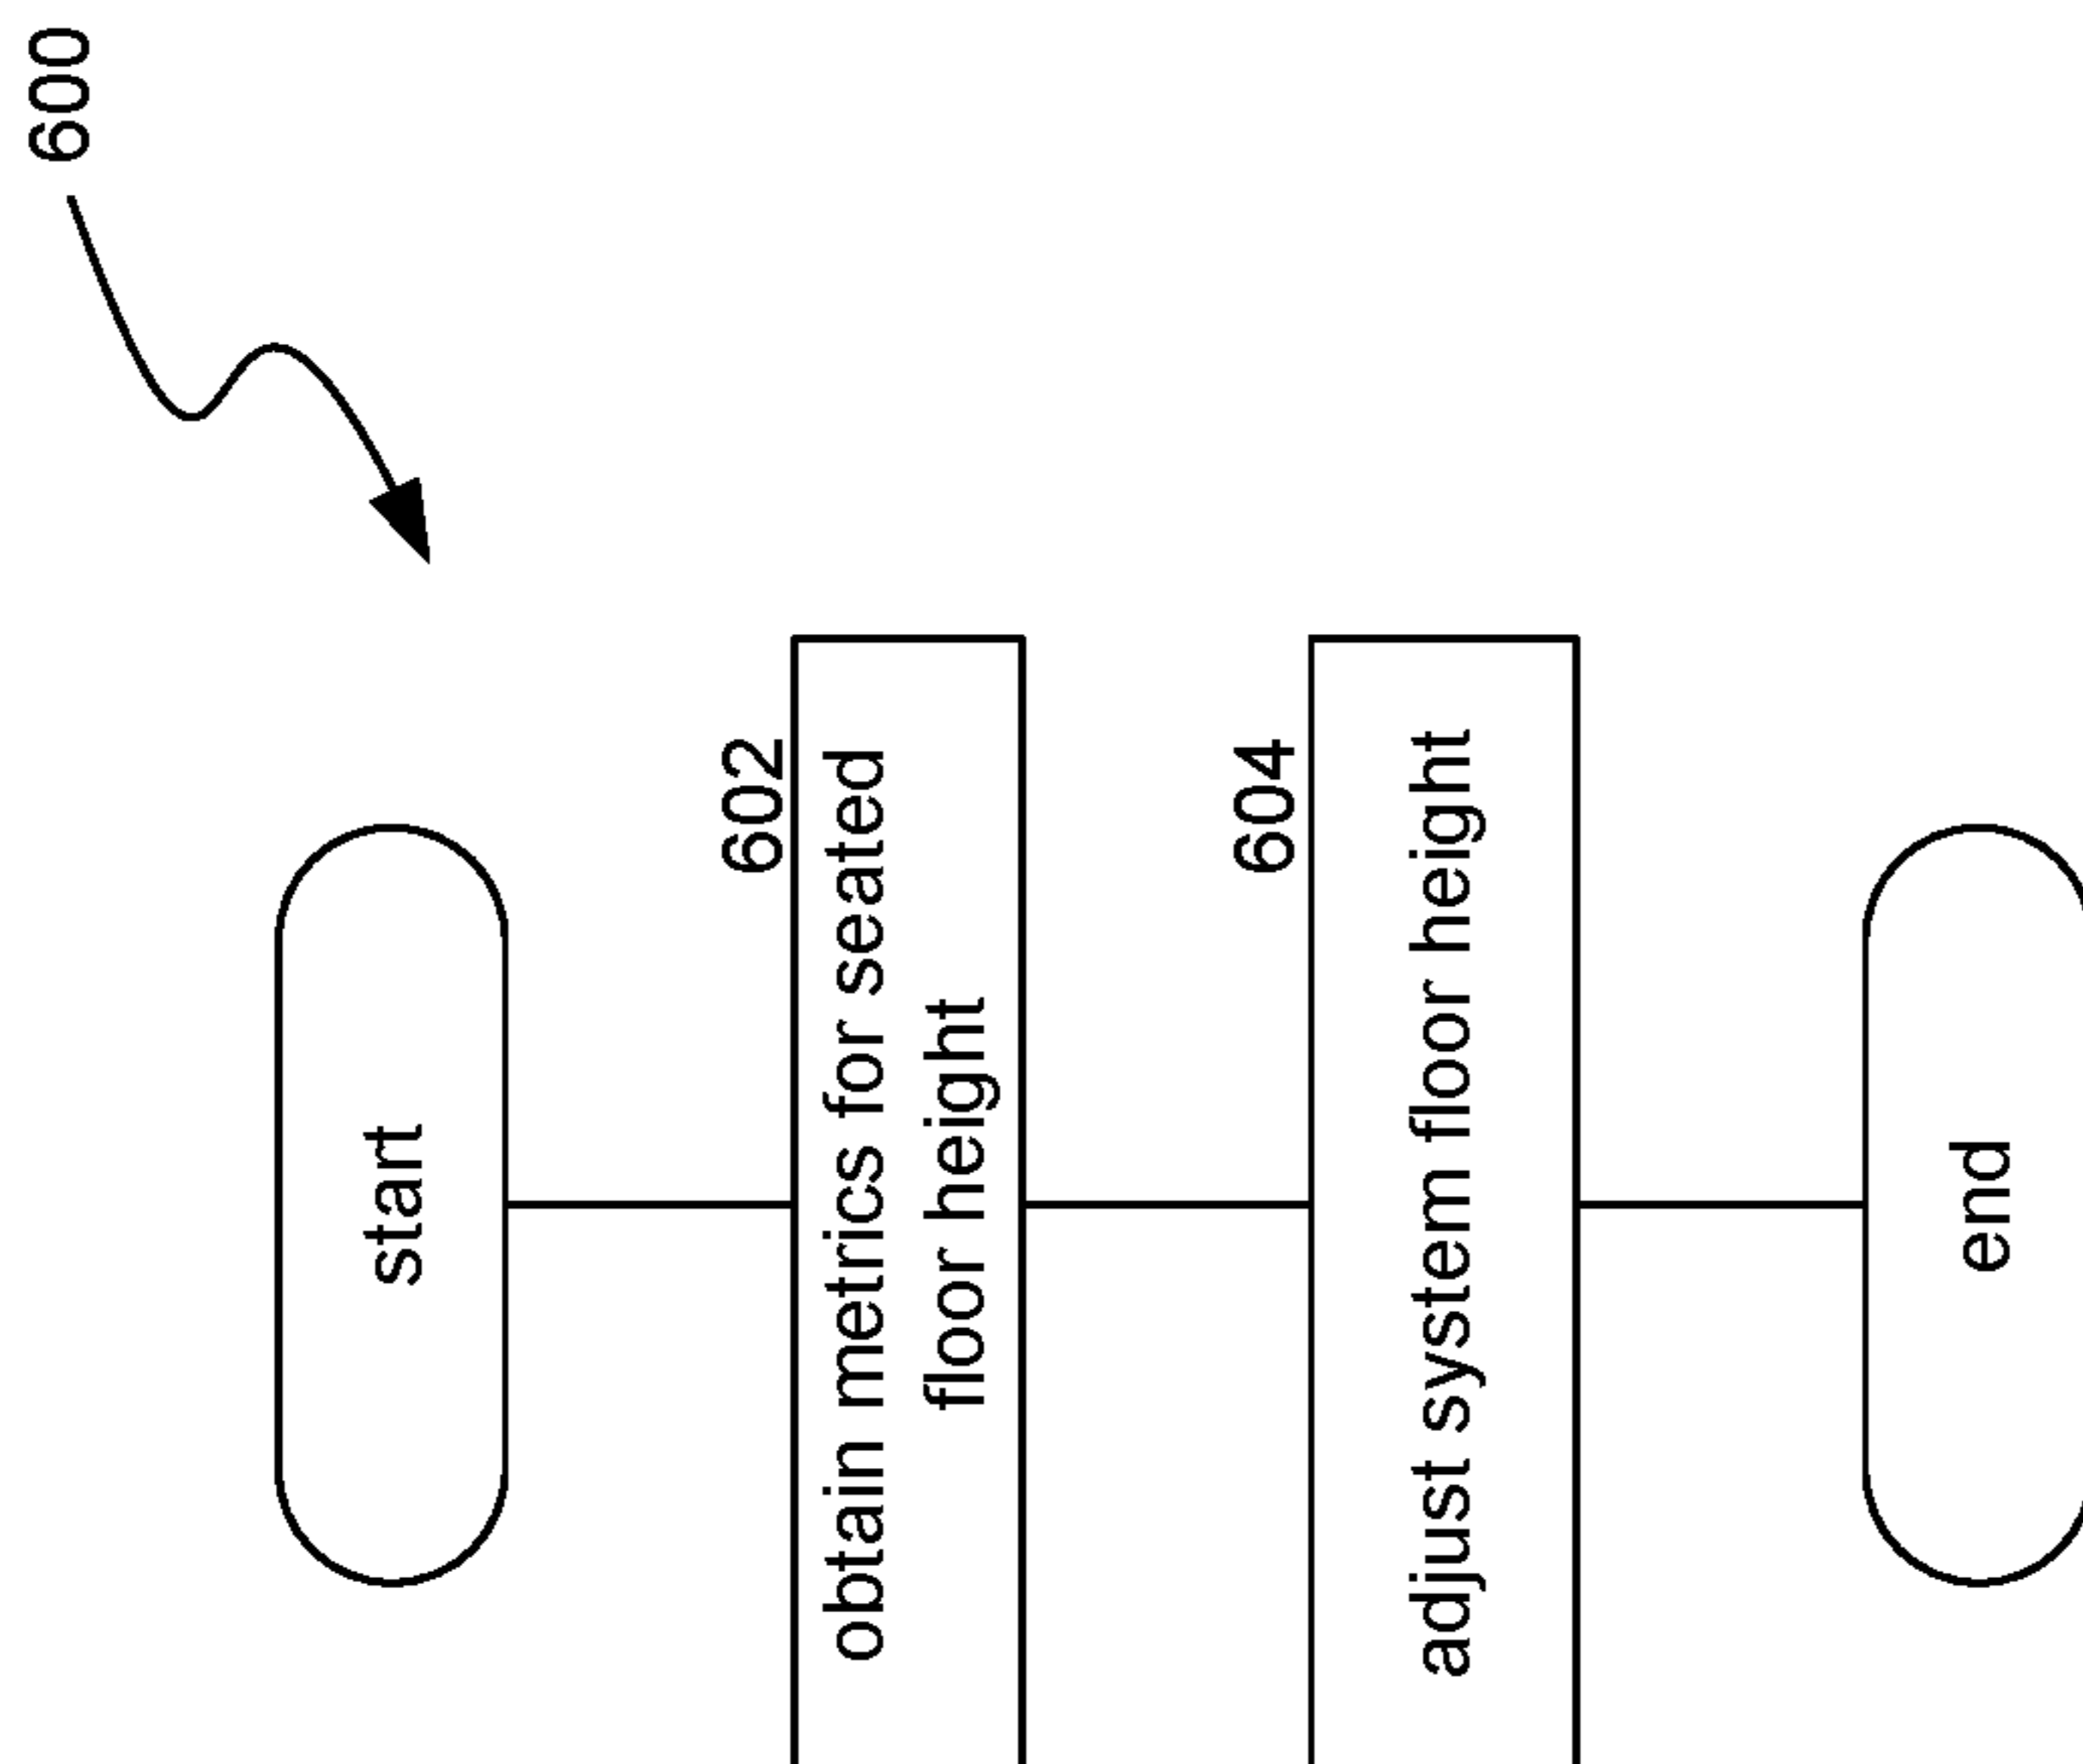 600
start
602
obtain metrics for seated
floor height
604
adjust system floor height
end